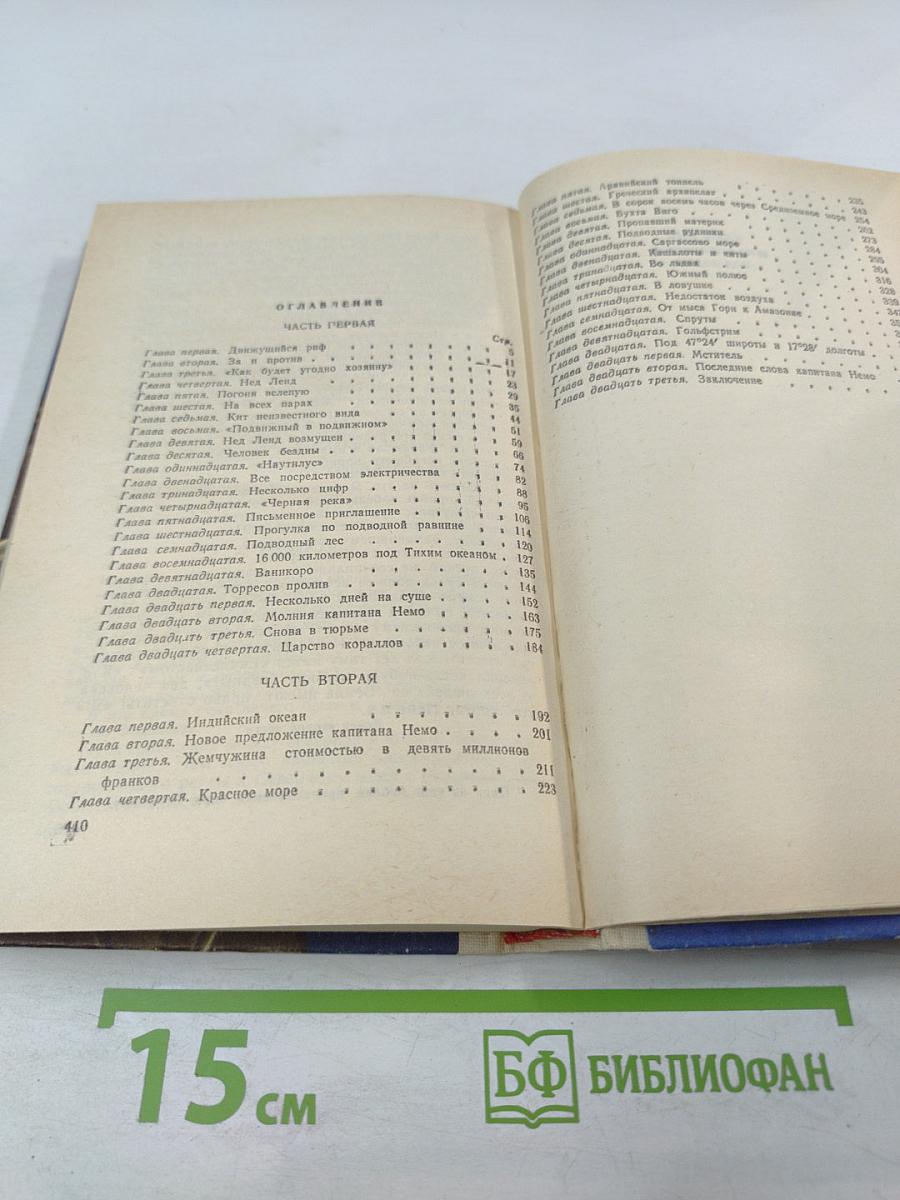 ОГЛАВЛЕНИЕ
ЧАСТЬ ПЕРВАЯ
Стр.
Глава первая. Движущийся риф 5
Глава вторая. За и против 11
Глава третья. «Как будет угодно хозяину» 17
Глава четвертая. Нед Ленд 23
Глава пятая. Погоня вслепую 29
Глава шестая. На всех парах 35
Глава седьмая. Кит неизвестного вида 44
Глава восьмая. «Подвижный в подвижном» 51
Глава девятая. Нед Ленд возмущен 59
Глава десятая. Человек бездны 66
Глава одиннадцатая. «Наутилус» 74
Глава двенадцатая. Все посредством электричества 82
Глава тринадцатая. Несколько цифр 88
Глава четырнадцатая. «Черная река» 95
Глава пятнадцатая. Письменное приглашение 106
Глава шестнадцатая. Прогулка по подводной равнине 114
Глава семнадцатая. Подводный лес 120
Глава восемнадцатая. 16 000 километров под Тихим океаном 127
Глава девятнадцатая. Ваникоро 135
Глава двадцатая. Торресов пролив 144
Глава двадцать первая. Несколько дней на суше 152
Глава двадцать вторая. Молния капитана Немо 163
Глава двадцать третья. Снова в тюрьме 175
Глава двадцать четвертая. Царство кораллов 184
ЧАСТЬ ВТОРАЯ
Глава первая. Индийский океан 192
Глава вторая. Новое предложение капитана Немо 201
Глава третья. Жемчужина стоимостью в девять миллионов
франков 211
Глава четвертая. Красное море 223
410
Глава пятая. Аравийский тоннель 235
Глава шестая. Греческий архипелаг 243
Глава седьмая. В сорок восемь часов через Средиземное море 254
Глава восьмая. Бухта Виго
Глава девятая. Пропавший материк 273
Глава десятая. Подводные рудники 284
Глава одиннадцатая. Саргассово море 295
Глава двенадцатая. Кашалоты и киты
Глава тринадцатая. Во льдах 316
Глава четырнадцатая. Южный полюс 328
Глава пятнадцатая. В ловушке 339
Глава шестнадцатая. Недостаток воздуха 347
Глава семнадцатая. От мыса Горн к Амазонке
Глава восемнадцатая. Спруты
Глава девятнадцатая. Гольфстрим
Глава двадцатая. Под 47°24′ широты и 17°28′ долготы
Глава двадцать первая. Мститель
Глава двадцать вторая. Последние слова капитана Немо
Глава двадцать третья. Заключение
15 см
БФ БИБЛИОФАН